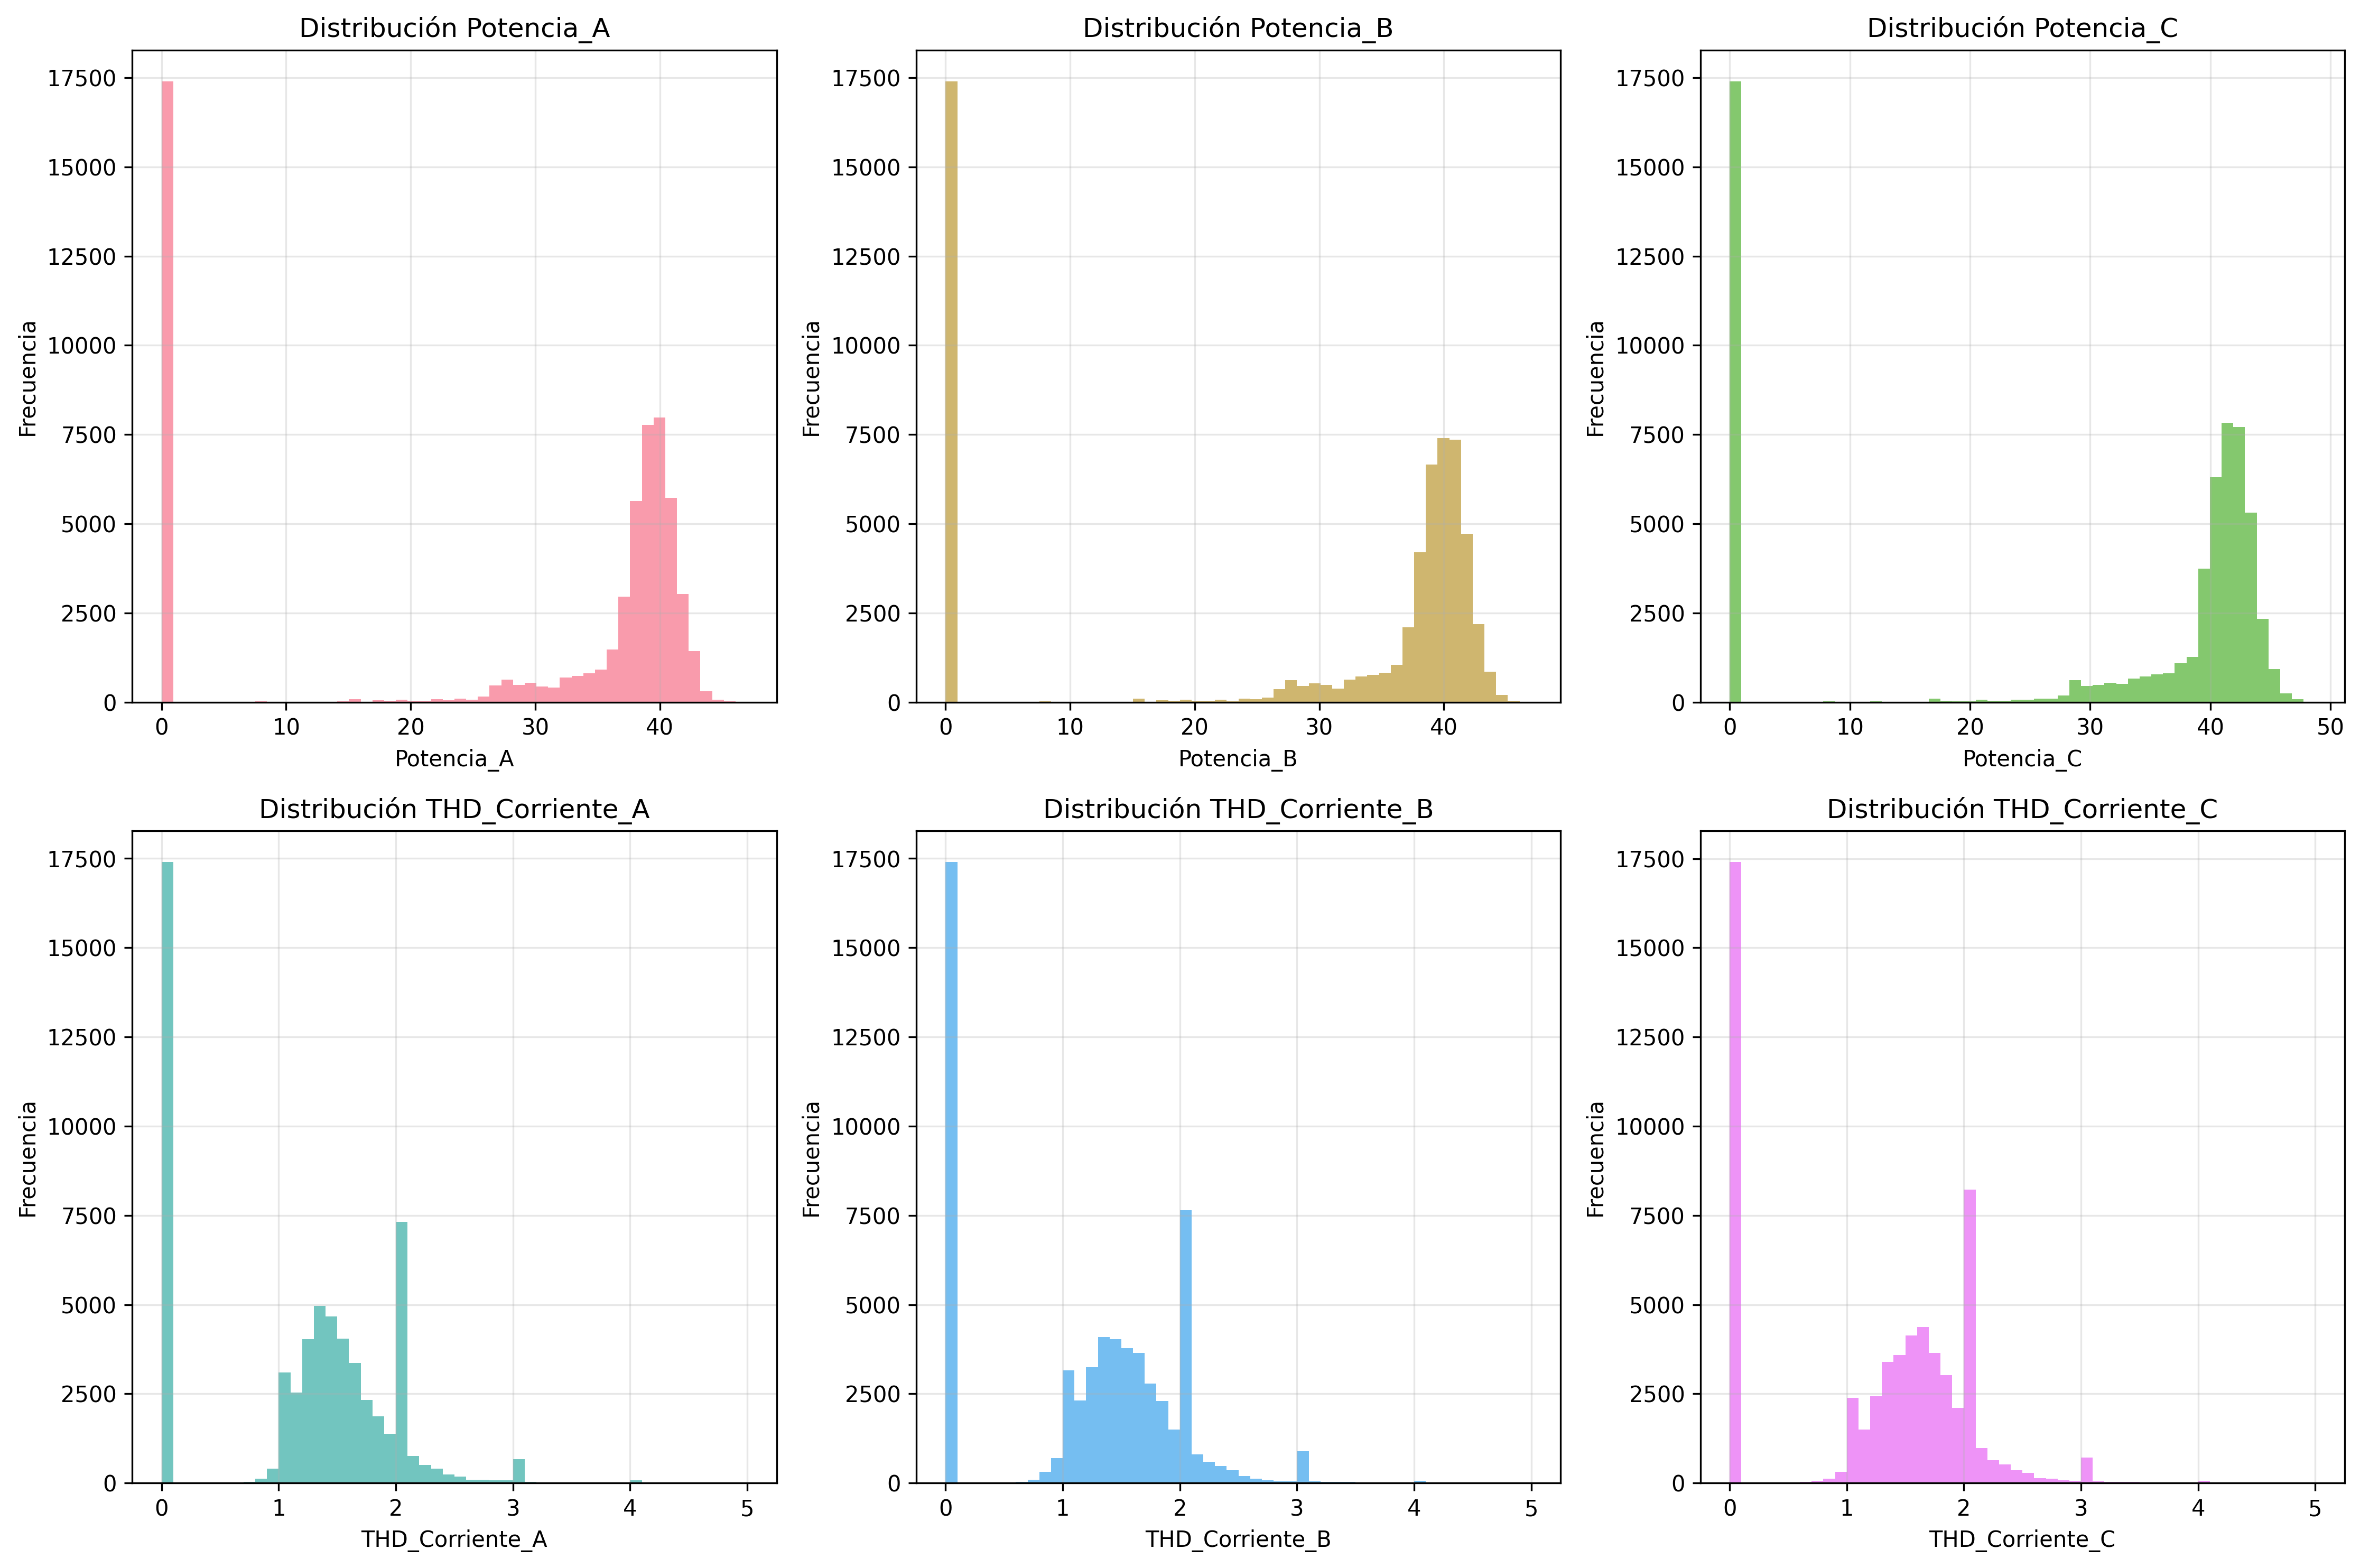 Distribución Potencia_A
Frecuencia
17500
15000
12500
10000
7500
5000
2500
0
0 10 20 30 40
Potencia_A
Distribución Potencia_B
Frecuencia
17500
15000
12500
10000
7500
5000
2500
0
0 10 20 30 40
Potencia_B
Distribución Potencia_C
Frecuencia
17500
15000
12500
10000
7500
5000
2500
0
0 10 20 30 40 50
Potencia_C
Distribución THD_Corriente_A
Frecuencia
17500
15000
12500
10000
7500
5000
2500
0
0 1 2 3 4 5
THD_Corriente_A
Distribución THD_Corriente_B
Frecuencia
17500
15000
12500
10000
7500
5000
2500
0
0 1 2 3 4 5
THD_Corriente_B
Distribución THD_Corriente_C
Frecuencia
17500
15000
12500
10000
7500
5000
2500
0
0 1 2 3 4 5
THD_Corriente_C